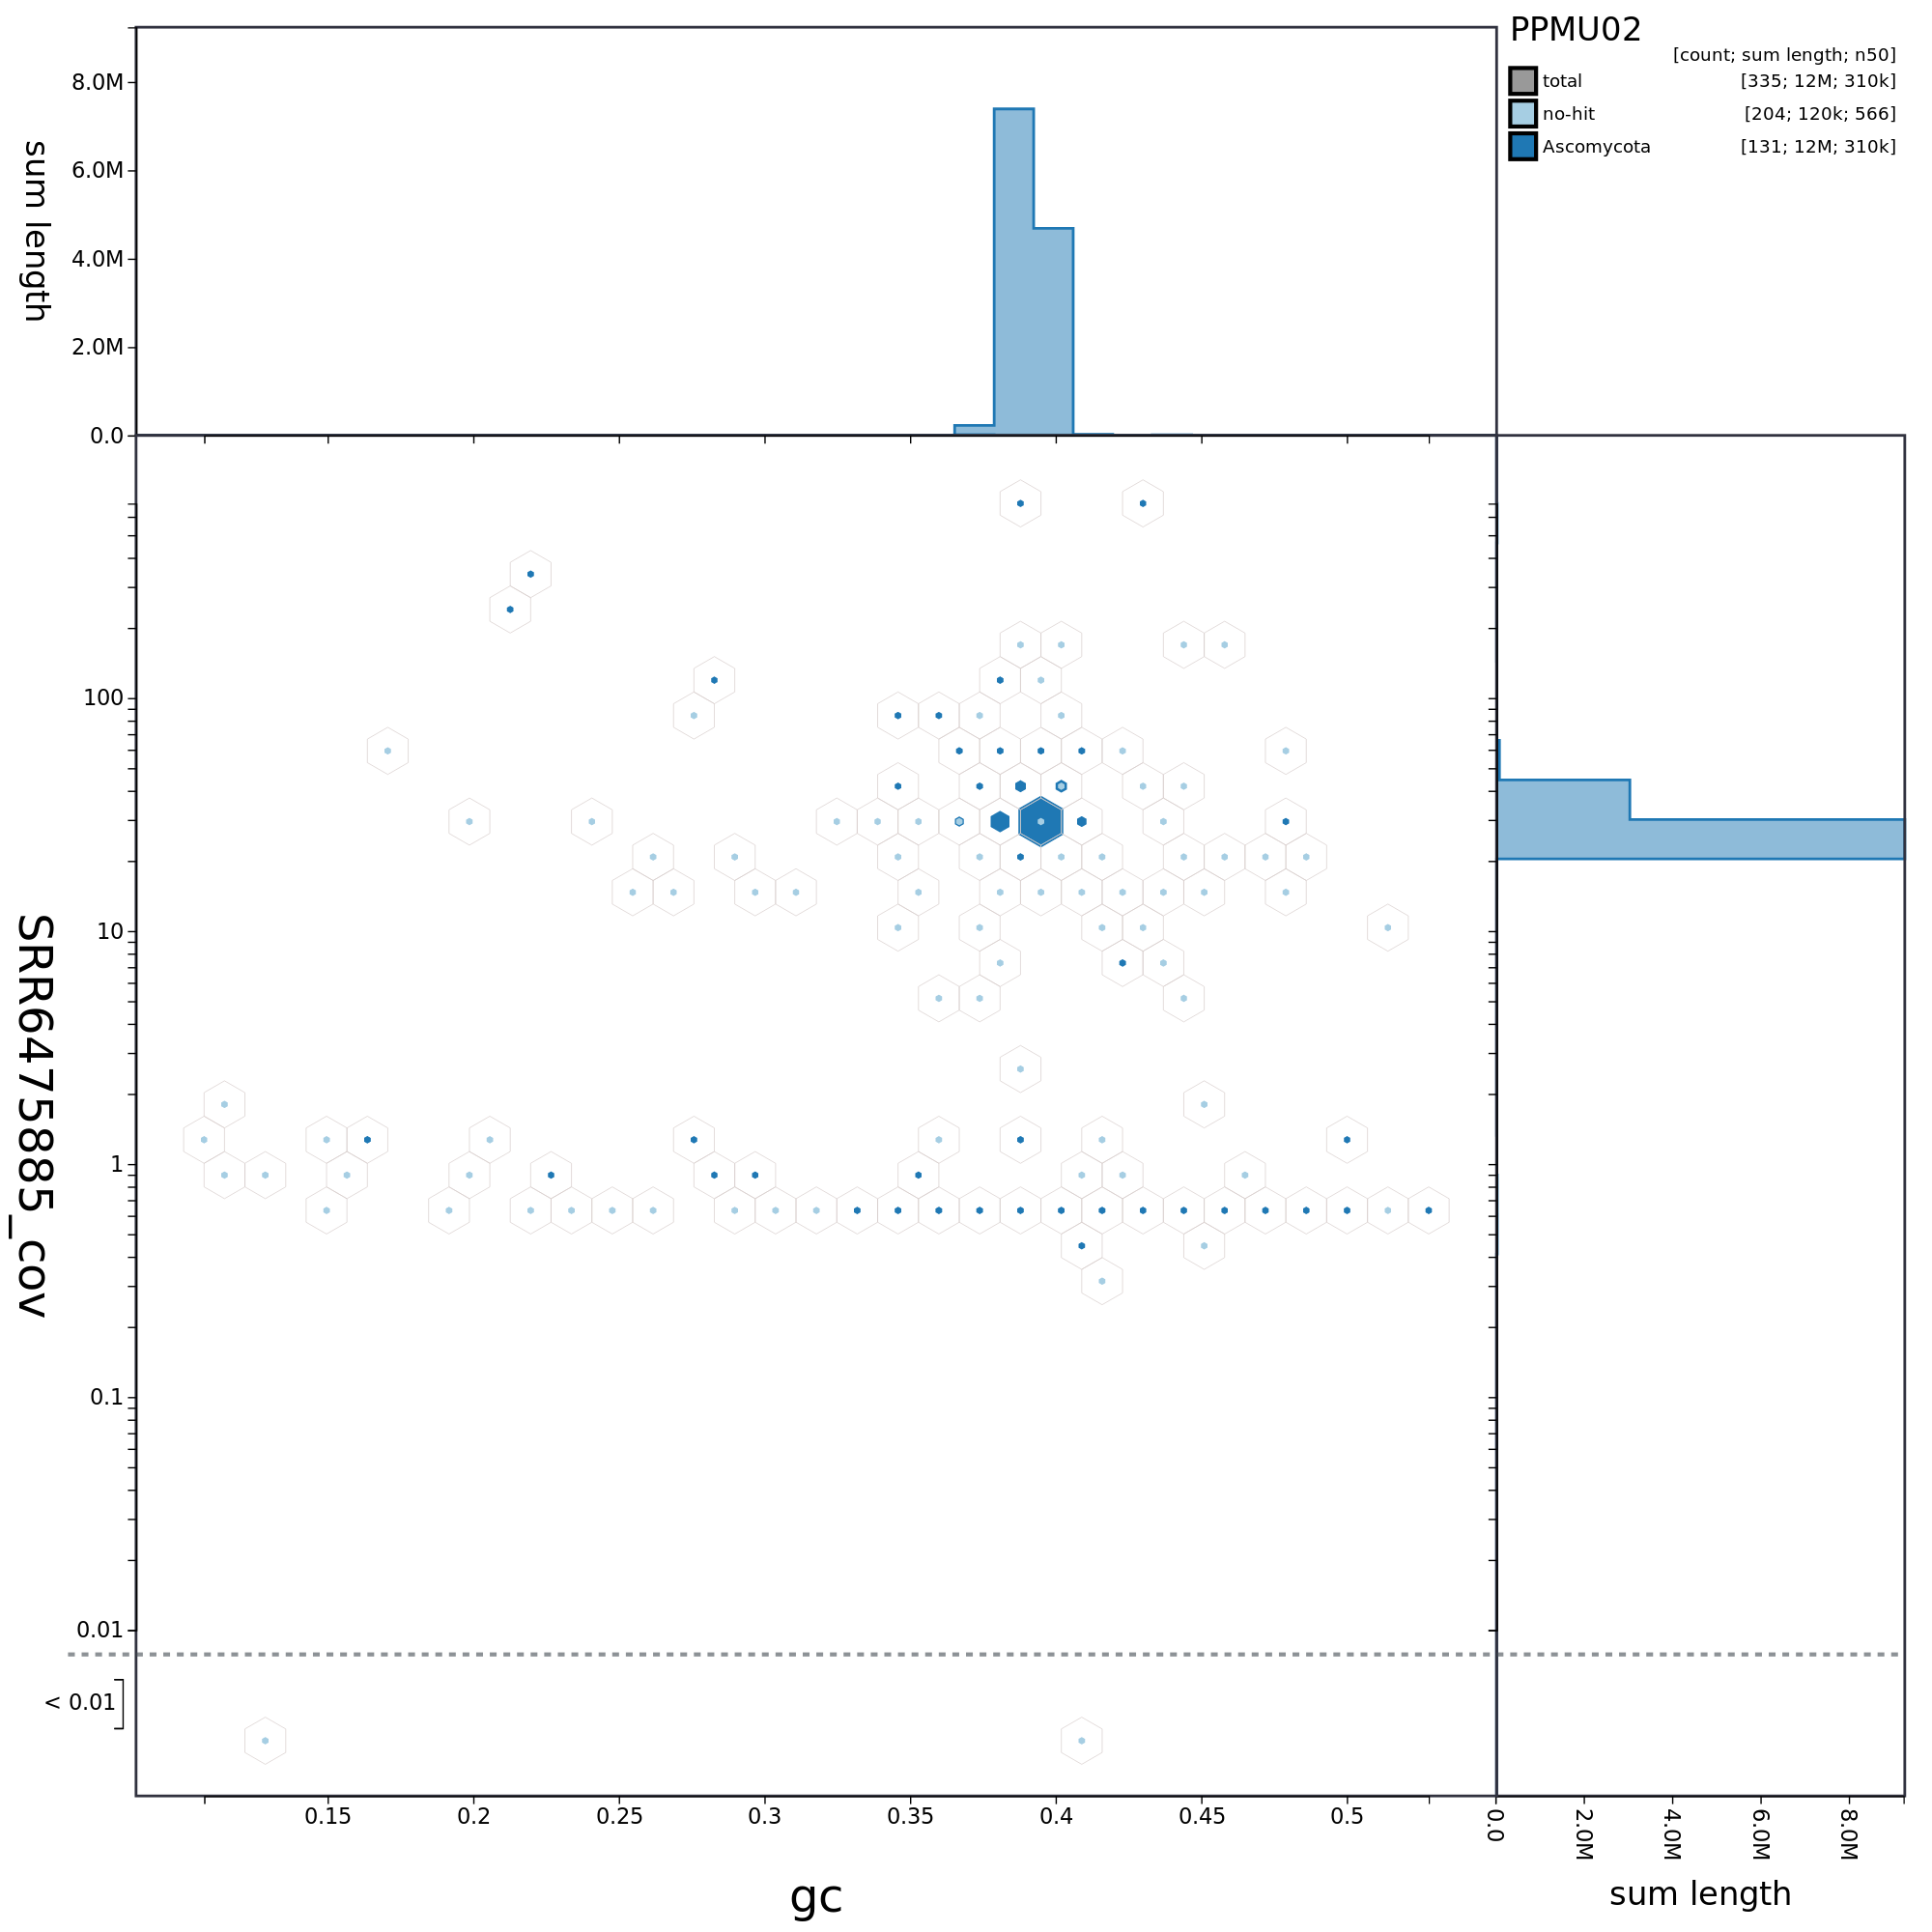 PPMU02
[count; sum length; n50]
total [335; 12M; 310k]
no-hit [204; 120k; 566]
Ascomycota [131; 12M; 310k]
sum length
8.0M
6.0M
4.0M
2.0M
0.0
SRR6475885_cov
100
10
1
0.1
0.01
< 0.01
0.15 0.2 0.25 0.3 0.35 0.4 0.45 0.5
gc
0.0 2.0M 4.0M 6.0M 8.0M
sum length